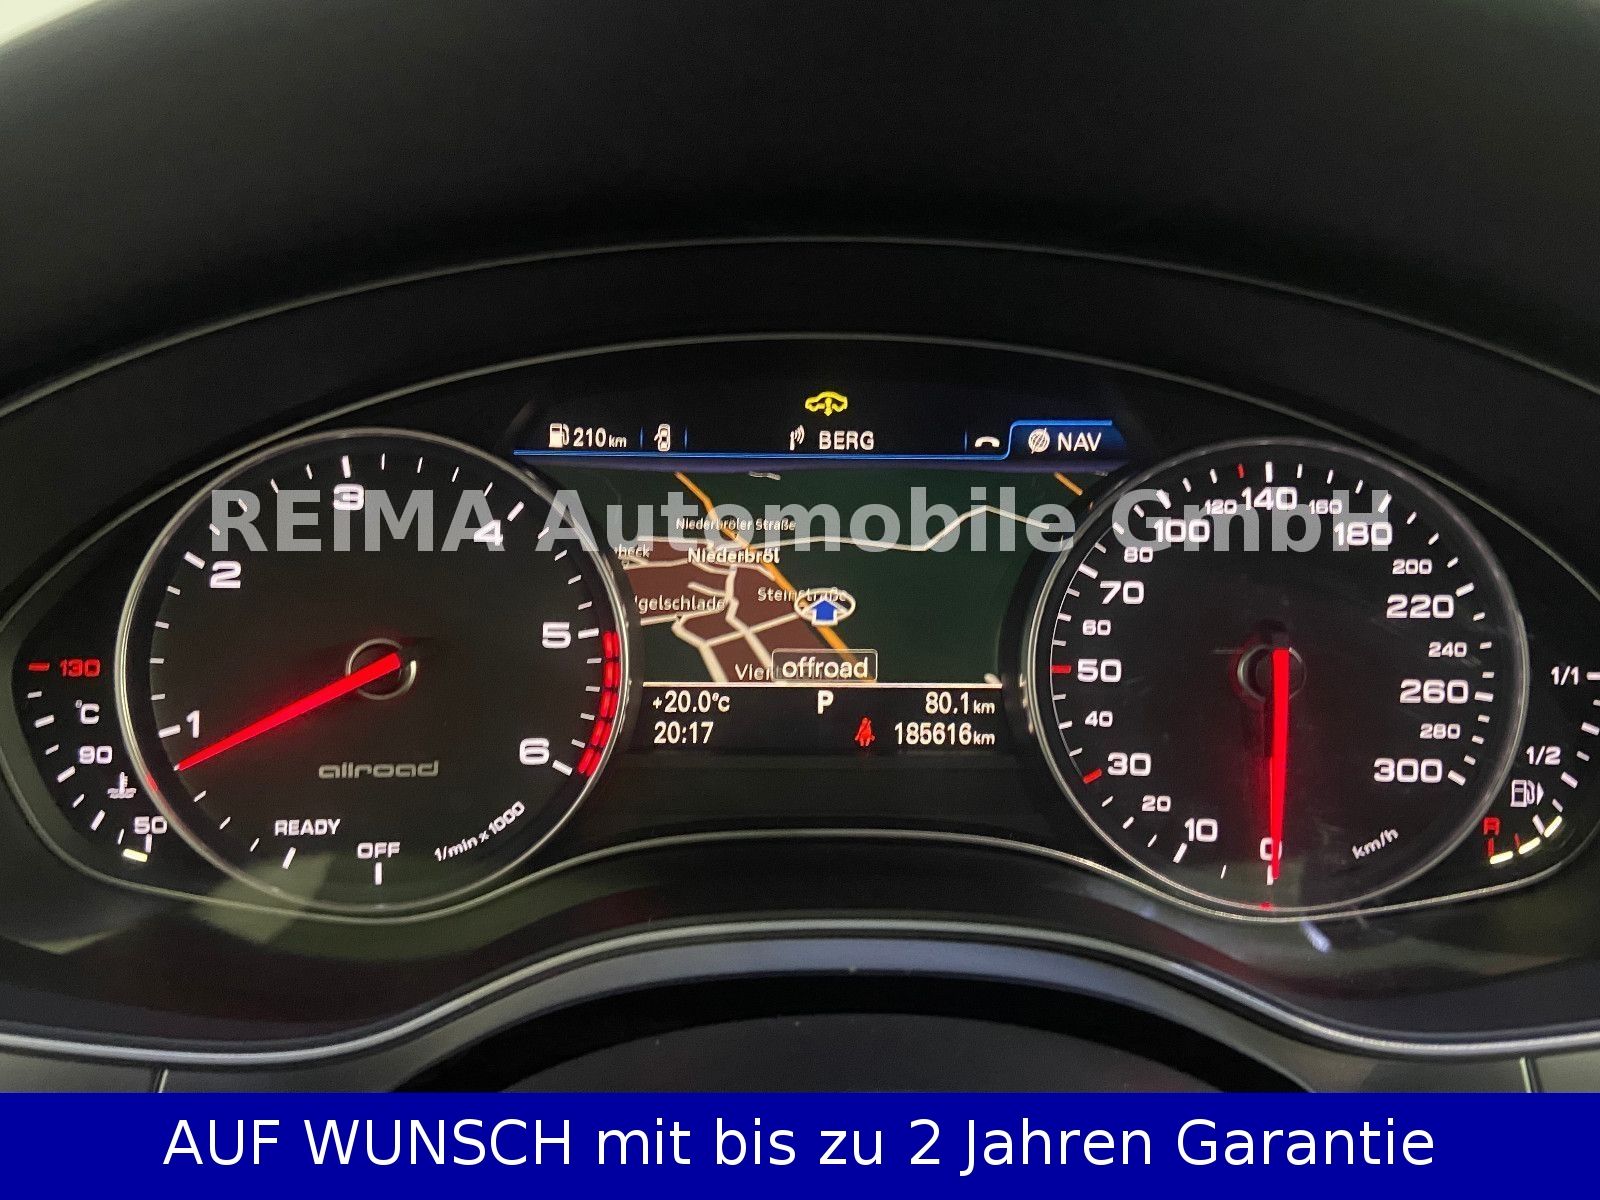 210km
BERG
NAV
REIMA Automobile GmbH
Niederbröler Straße
beck
Niederbröl
Steinstraße
gelschlade
offroad
+20.0°C P 80.1km
20:17 185616km
130
°C
90
50
1
2
3
4
5
6
allroad
READY
OFF
1/min x 1000
0
10
20
30
40
50
60
70
80
100
120
140
160
180
200
220
240
260
280
300
km/h
1/1
1/2
R
AUF WUNSCH mit bis zu 2 Jahren Garantie